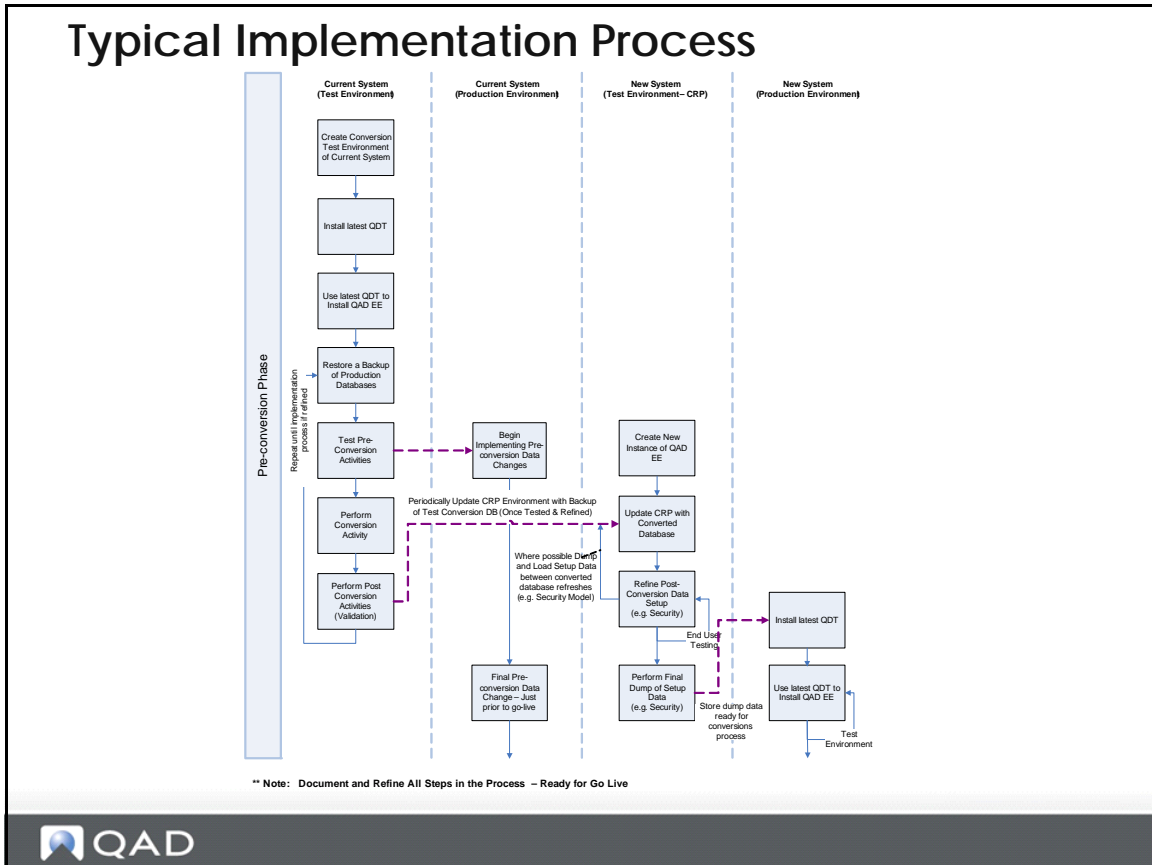 Typical Implementation Process
Current System
(Test Environment)
Current System
(Production Environment)
New System
(Test Environment– CRP)
New System
(Production Environment)
Pre-conversion Phase
Create Conversion
Test Environment
of Current System
Install latest QDT
Use latest QDT to
Install QAD EE
Restore a Backup
of Production
Databases
Repeat until implementation
process if refined
Test Pre-
Conversion
Activities
Perform
Conversion
Activity
Perform Post
Conversion
Activities
(Validation)
Begin
Implementing Pre-
conversion Data
Changes
Periodically Update CRP Environment with Backup
of Test Conversion DB (Once Tested & Refined)
Where possible Dump
and Load Setup Data
between converted
database refreshes
(e.g. Security Model)
Final Pre-
conversion Data
Change – Just
prior to go-live
Create New
Instance of QAD
EE
Update CRP with
Converted
Database
Refine Post-
Conversion Data
Setup
(e.g. Security)
End User
Testing
Perform Final
Dump of Setup
Data
(e.g. Security)
Store dump data
ready for
conversions
process
Install latest QDT
Use latest QDT to
Install QAD EE
Test
Environment
** Note: Document and Refine All Steps in the Process – Ready for Go Live
QAD